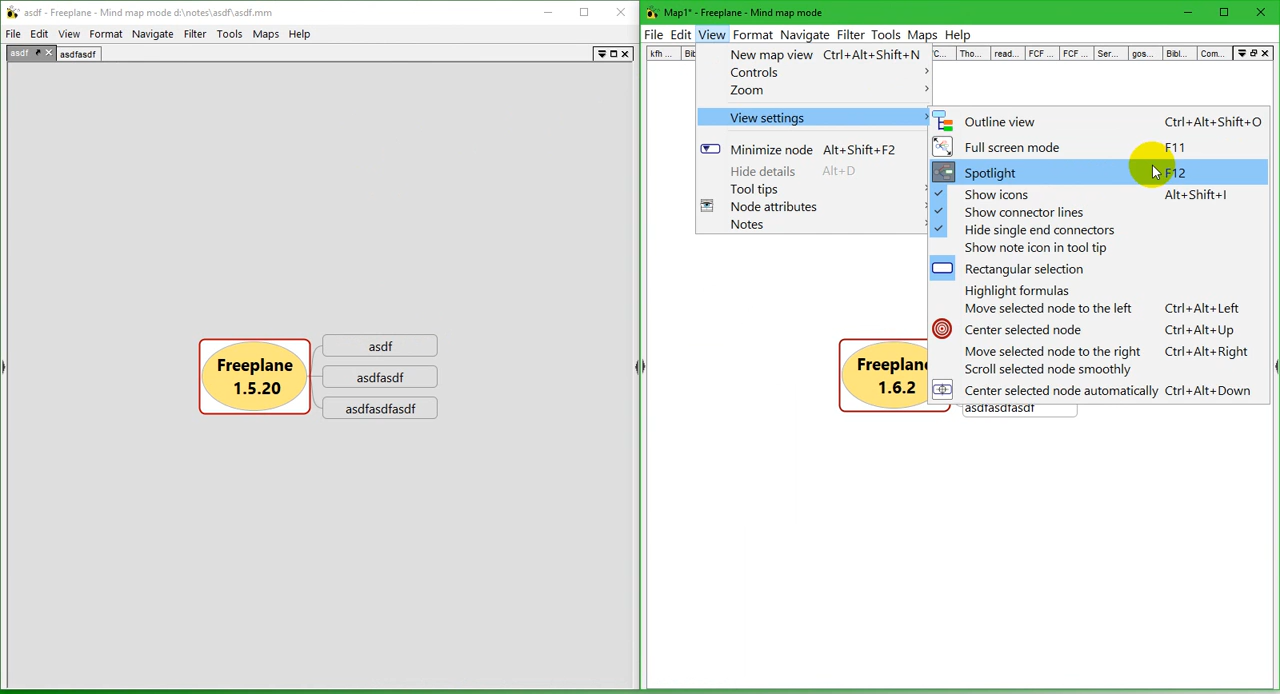 asdf - Freeplane - Mind map mode d:\notes\asdf\asdf.mm
File Edit View Format Navigate Filter Tools Maps Help
asdf asdfasdf
Freeplane
1.5.20
asdf
asdfasdf
asdfasdfasdf
Map1* - Freeplane - Mind map mode
File Edit View Format Navigate Filter Tools Maps Help
kfh ... Tho... read... FCF ... FCF ... Ser... gos... Bibl... Com...
New map view Ctrl+Alt+Shift+N
Controls
Zoom
View settings
Minimize node Alt+Shift+F2
Hide details Alt+D
Tool tips
Node attributes
Notes
Outline view Ctrl+Alt+Shift+O
Full screen mode F11
Spotlight F12
Show icons Alt+Shift+I
Show connector lines
Hide single end connectors
Show note icon in tool tip
Rectangular selection
Highlight formulas
Move selected node to the left Ctrl+Alt+Left
Center selected node Ctrl+Alt+Up
Move selected node to the right Ctrl+Alt+Right
Scroll selected node smoothly
Center selected node automatically Ctrl+Alt+Down
Freeplane
1.6.2
asdfasdfasdf